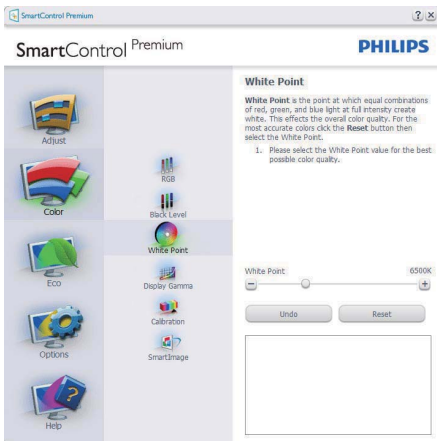 SmartControl Premium
? ×
SmartControl Premium
PHILIPS
Adjust
Color
Eco
Options
Help
RGB
Black Level
White Point
Display Gamma
Calibration
SmartImage
White Point
White Point is the point at which equal combinations
of red, green, and blue light at full intensity create
white. This effects the overall color quality. For the
most accurate colors click the Reset button then
select the White Point.
1. Please select the White Point value for the best
possible color quality.
White Point 6500K
Undo Reset